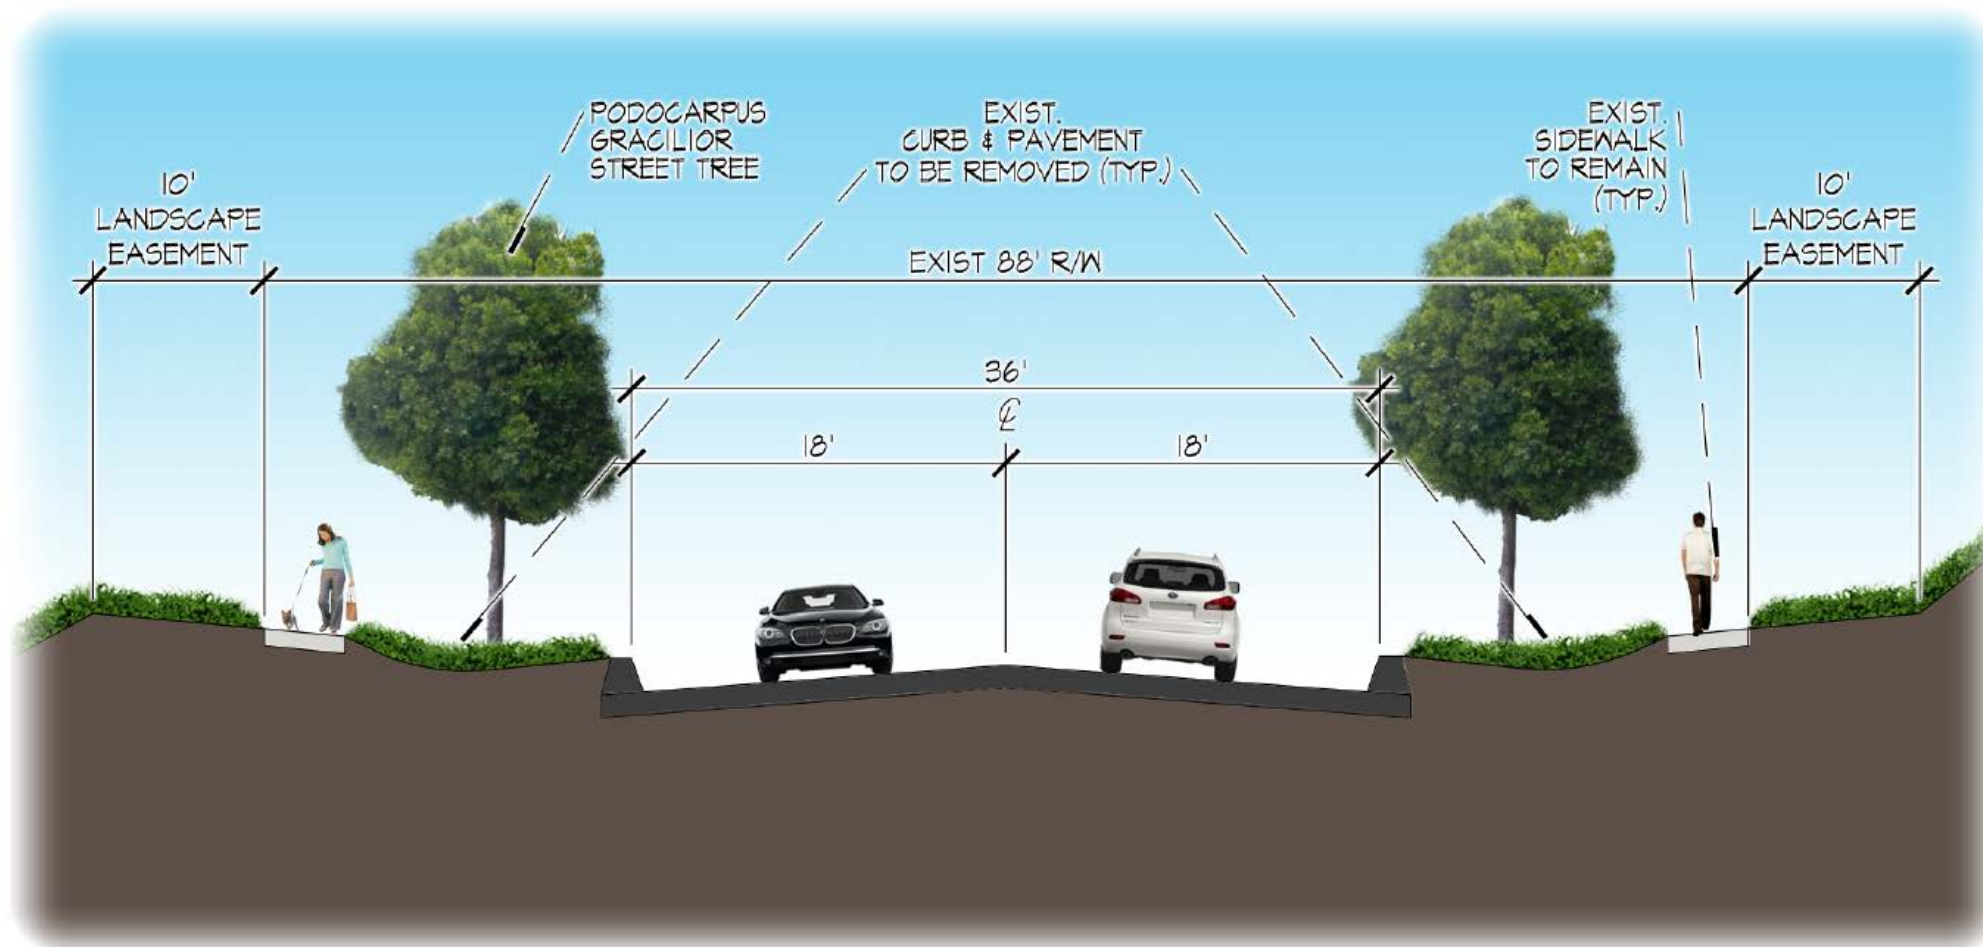 PODOCARPUS
GRACILIOR
STREET TREE
EXIST.
CURB & PAVEMENT
TO BE REMOVED (TYP.)
EXIST.
SIDEWALK
TO REMAIN
(TYP.)
10'
LANDSCAPE
EASEMENT
10'
LANDSCAPE
EASEMENT
EXIST 88' R/W
36'
℄
18'
18'